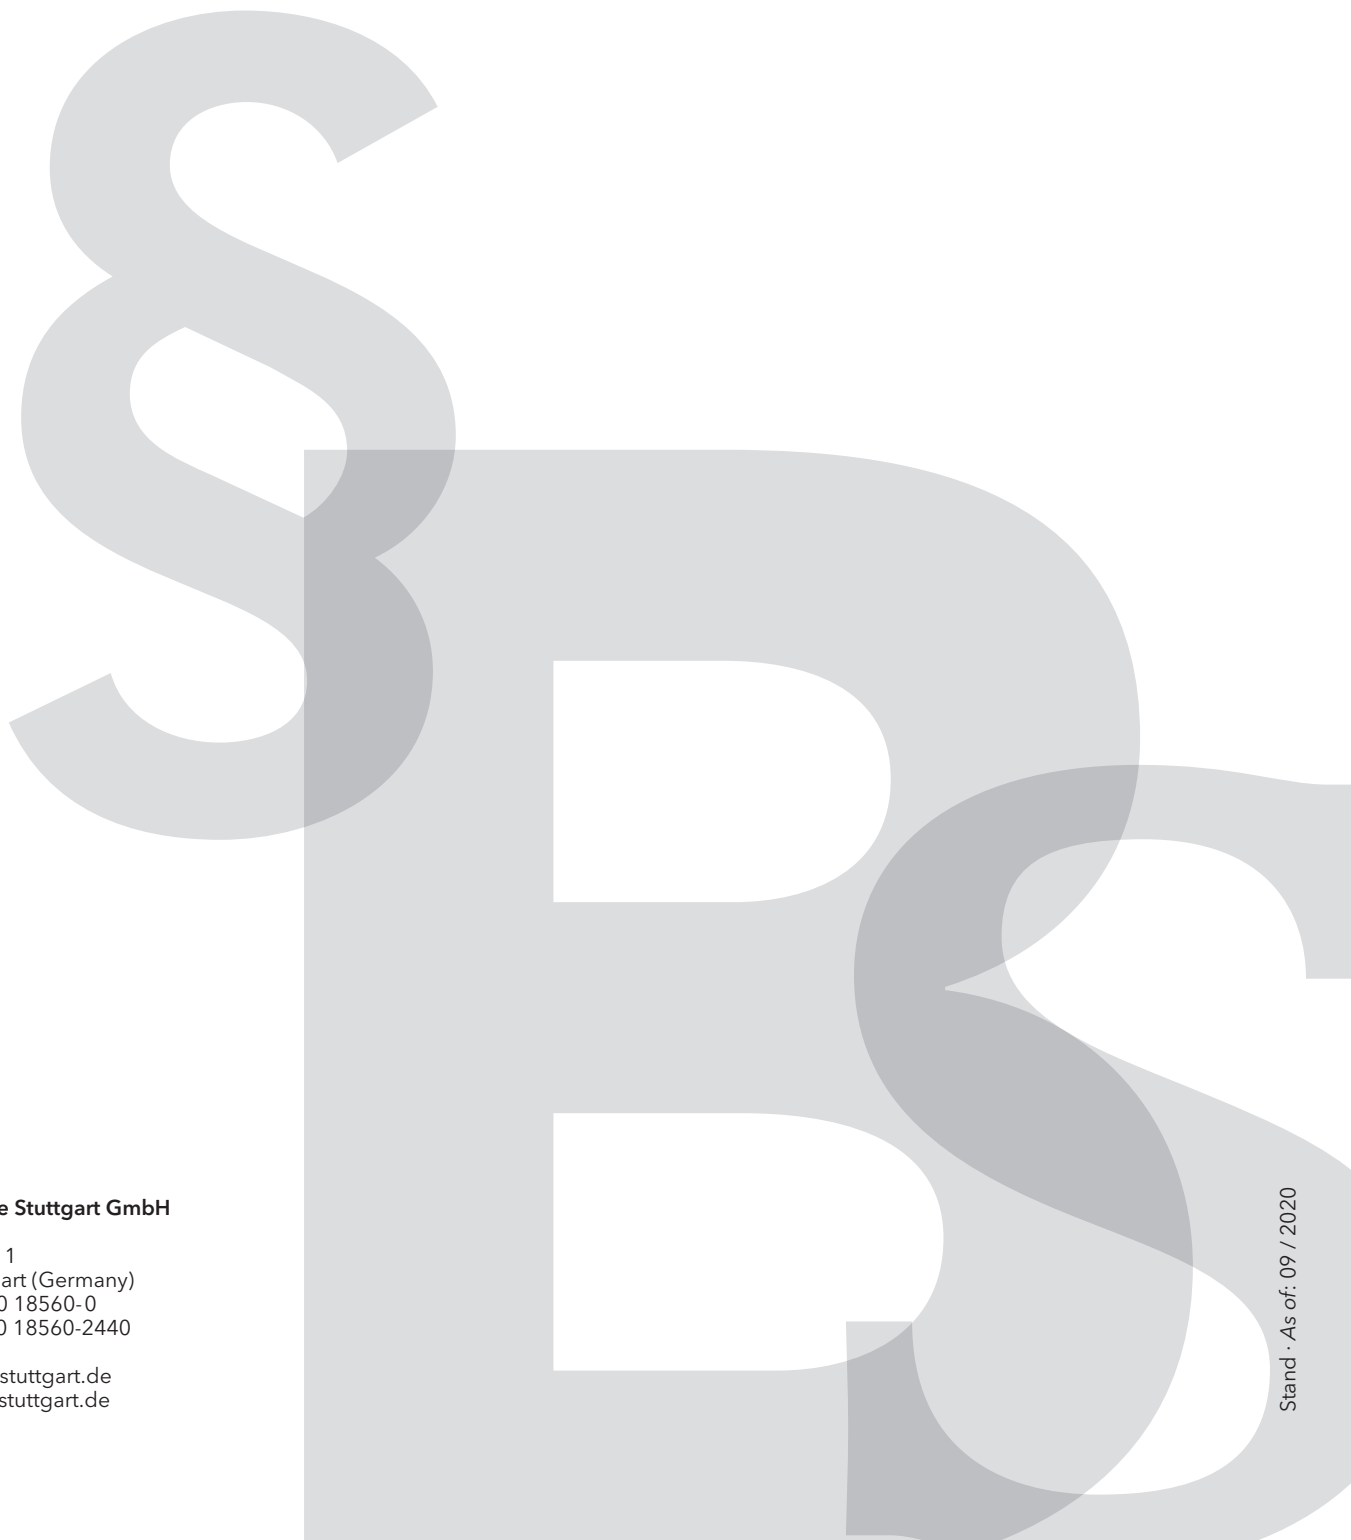 §
B
S
e Stuttgart GmbH
1
art (Germany)
0 18560-0
0 18560-2440
stuttgart.de
stuttgart.de
Stand · As of: 09 / 2020